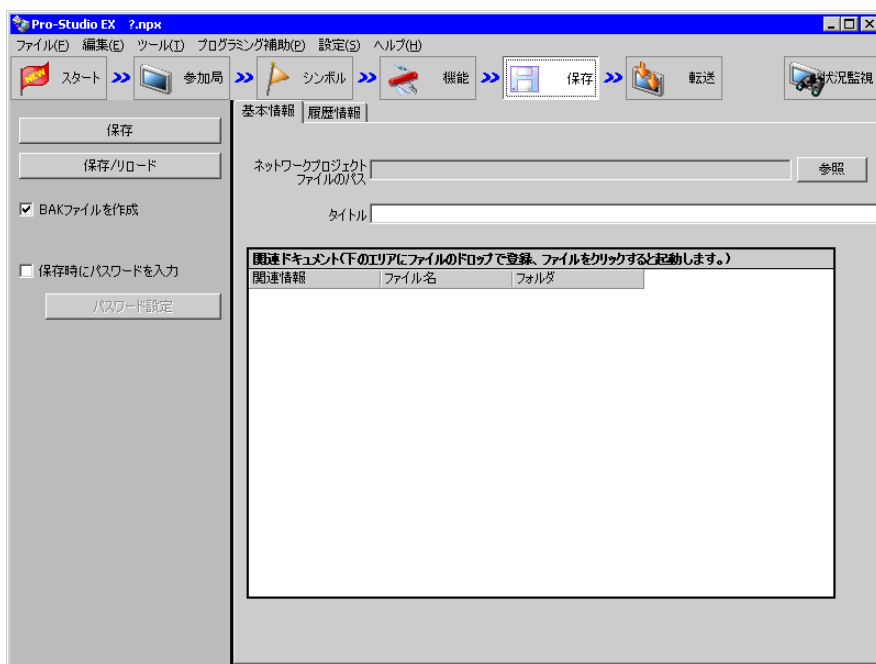 Pro-Studio EX ?.npx
ファイル(F) 編集(E) ツール(T) プログラミング補助(P) 設定(S) ヘルプ(H)
NEW スタート >> 参加局 >> シンボル >> 機能 >> 保存 >> 転送 状況監視
基本情報 履歴情報
保存
保存/リロード
ネットワークプロジェクト
ファイルのパス
参照
BAKファイルを作成
タイトル
関連ドキュメント(下のエリアにファイルのドロップで登録、ファイルをクリックすると起動します。)
保存時にパスワードを入力
関連情報 ファイル名 フォルダ
パスワード設定